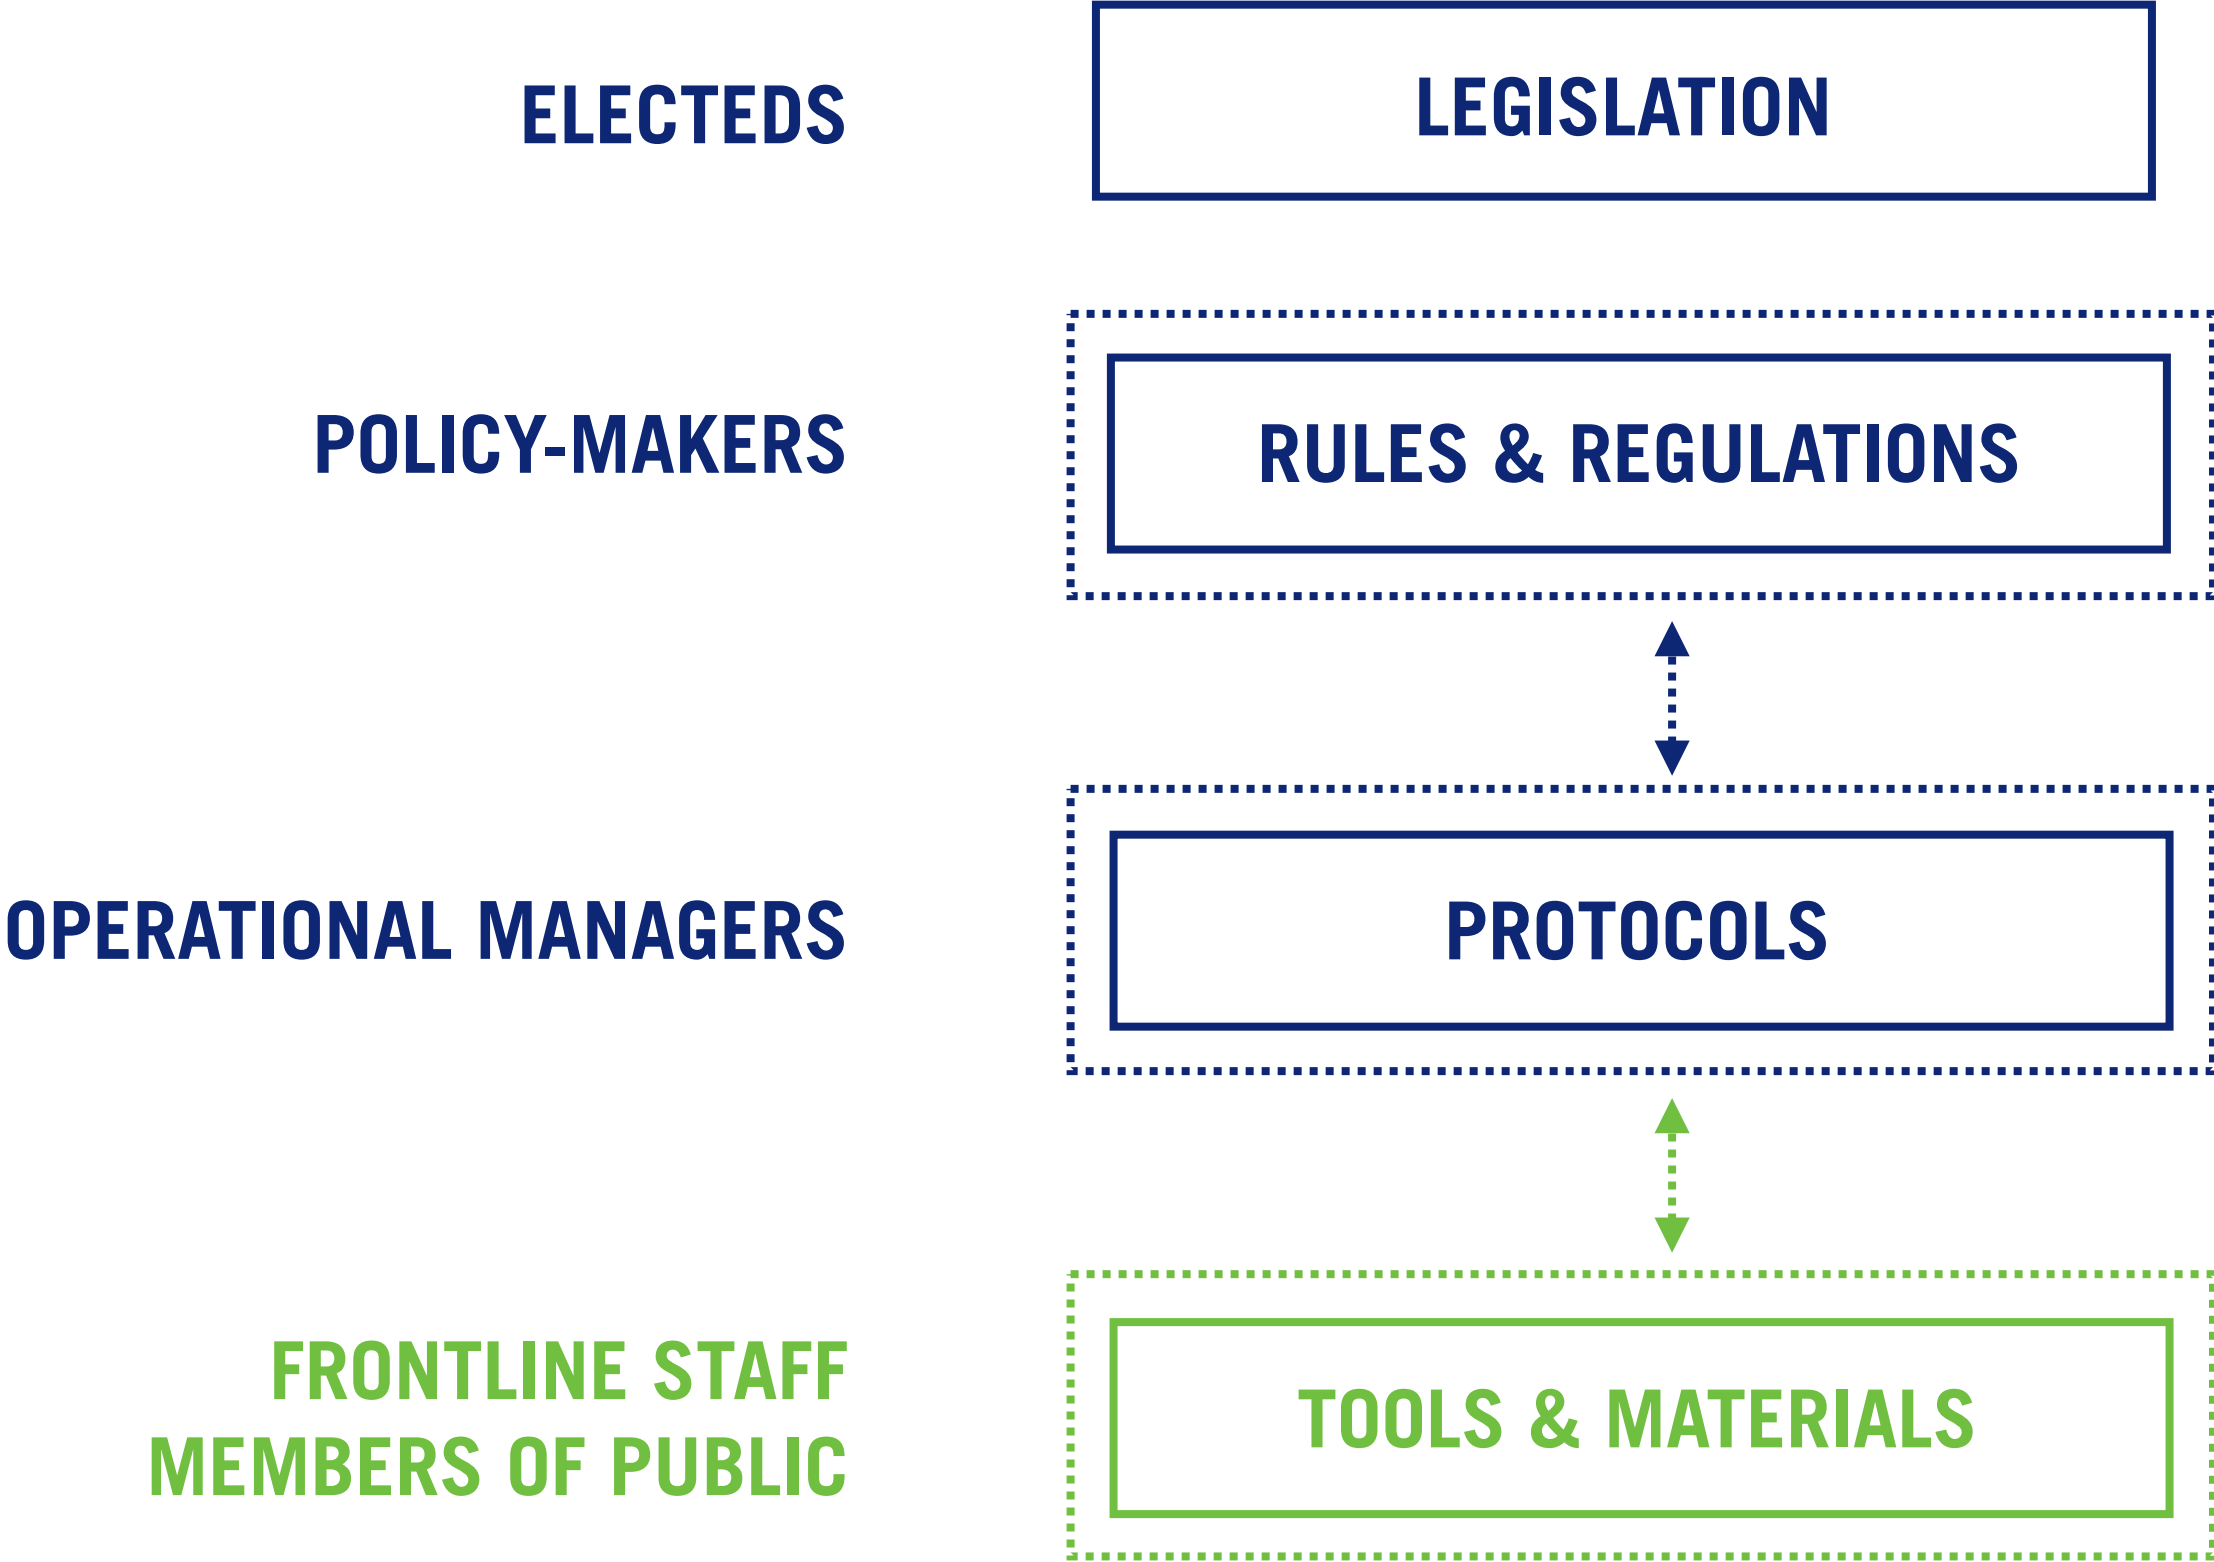 ELECTEDS
LEGISLATION
POLICY-MAKERS
RULES & REGULATIONS
OPERATIONAL MANAGERS
PROTOCOLS
FRONTLINE STAFF
MEMBERS OF PUBLIC
TOOLS & MATERIALS